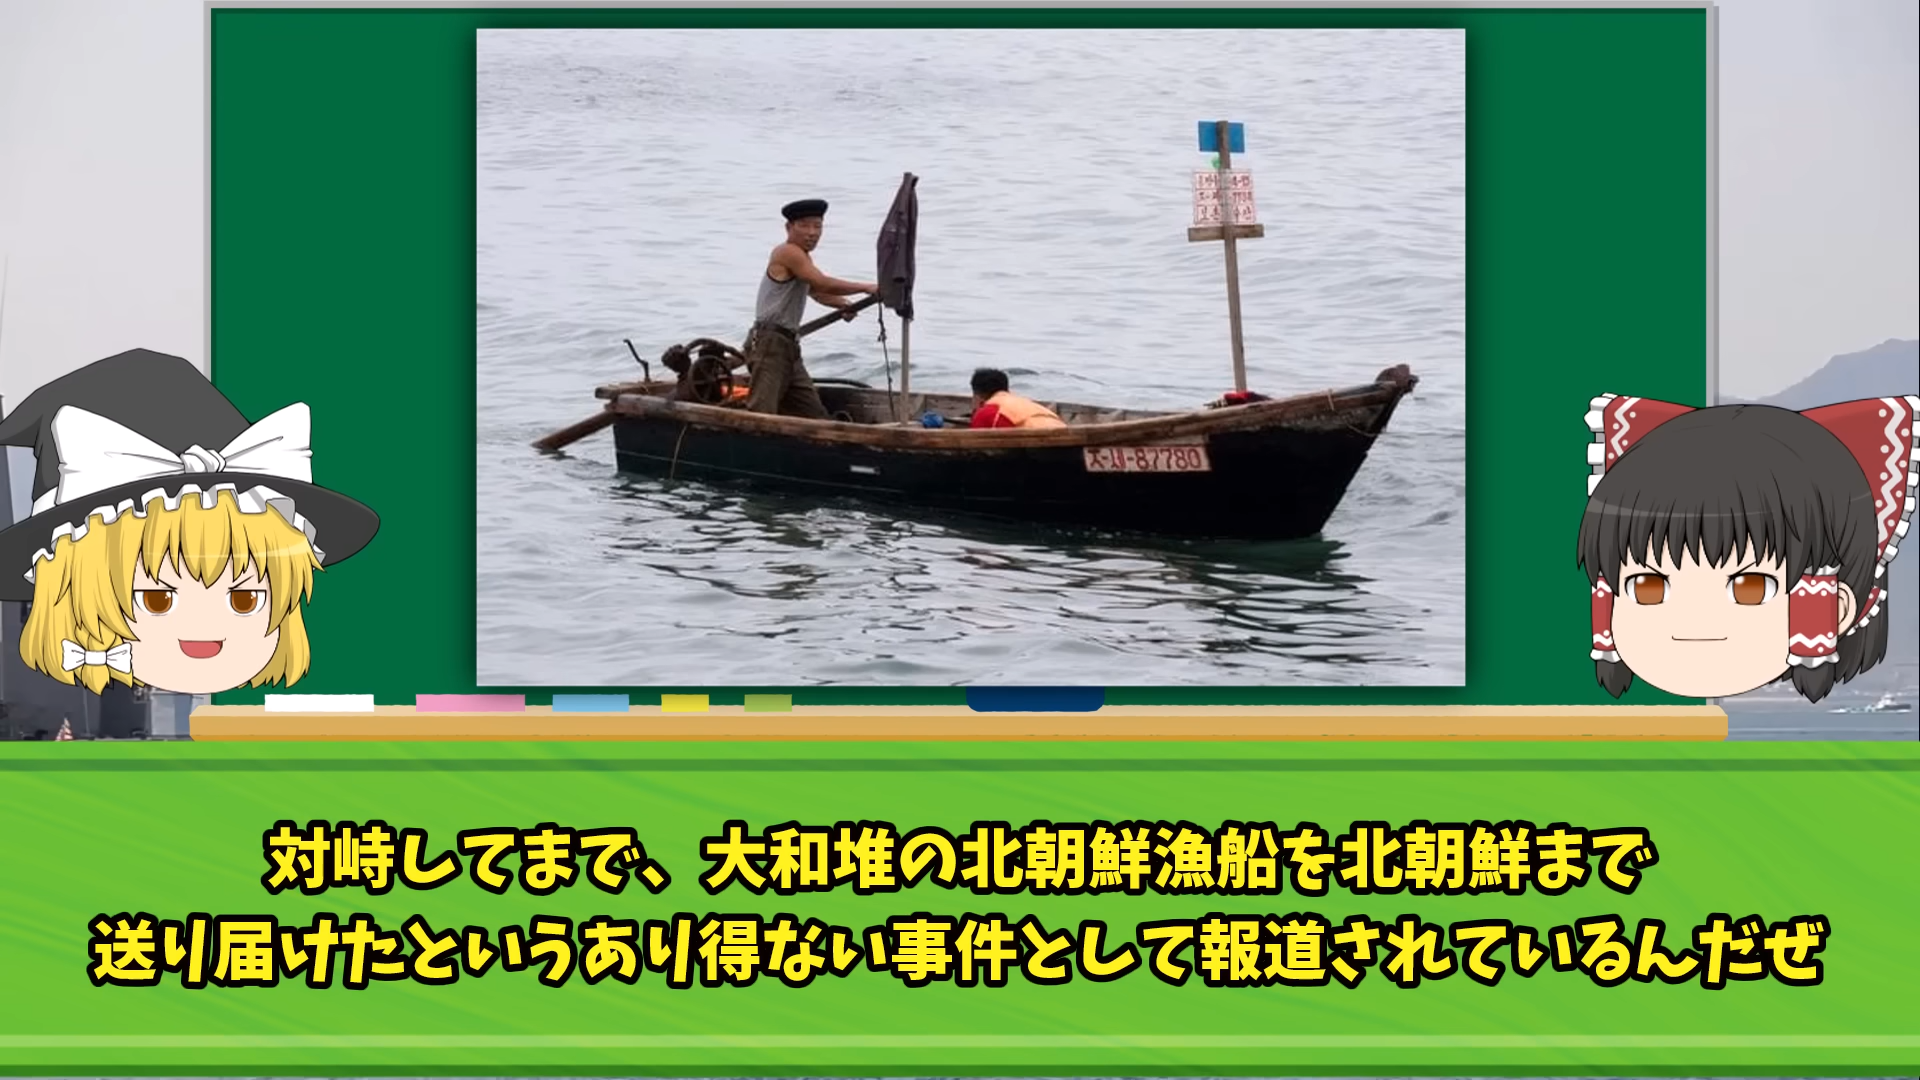 ㅈ-ㅅㅔ-87780
対峙してまで、大和堆の北朝鮮漁船を北朝鮮まで
送り届けたというあり得ない事件として報道されているんだぜ